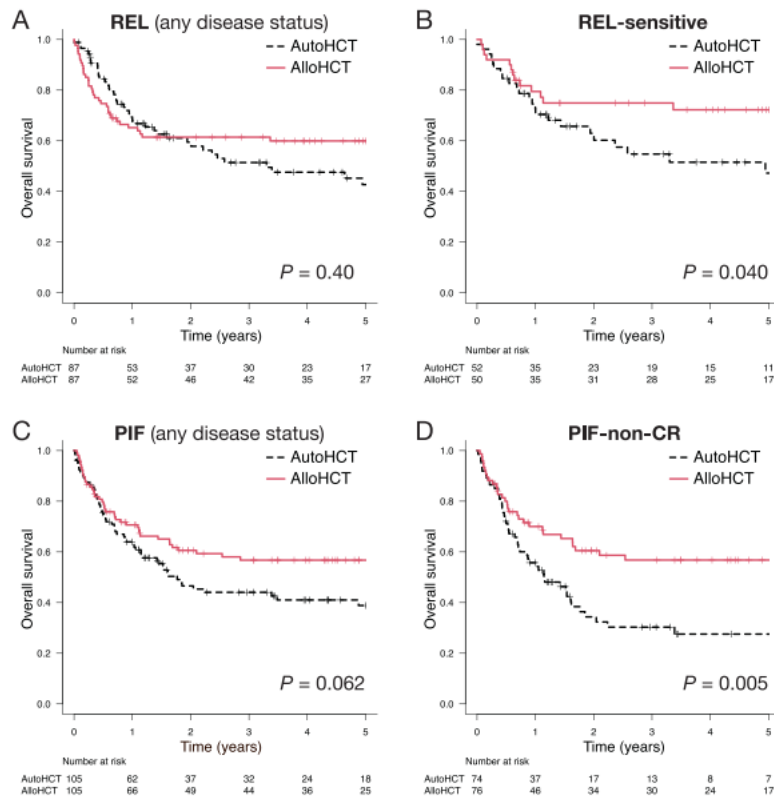 A
REL (any disease status)
AutoHCT
AlloHCT
Overall survival
1.0
0.8
0.6
0.4
0.2
0.0
P = 0.40
0 1 2 3 4 5
Time (years)
Number at risk
AutoHCT 87 53 37 30 23 17
AlloHCT 87 52 46 42 35 27
B
REL-sensitive
AutoHCT
AlloHCT
Overall survival
1.0
0.8
0.6
0.4
0.2
0.0
P = 0.040
0 1 2 3 4 5
Time (years)
Number at risk
AutoHCT 52 35 23 19 15 11
AlloHCT 50 35 31 28 25 17
C
PIF (any disease status)
AutoHCT
AlloHCT
Overall survival
1.0
0.8
0.6
0.4
0.2
0.0
P = 0.062
0 1 2 3 4 5
Time (years)
Number at risk
AutoHCT 105 62 37 32 24 18
AlloHCT 105 66 49 44 36 25
D
PIF-non-CR
AutoHCT
AlloHCT
Overall survival
1.0
0.8
0.6
0.4
0.2
0.0
P = 0.005
0 1 2 3 4 5
Time (years)
Number at risk
AutoHCT 74 37 17 13 8 7
AlloHCT 76 46 34 30 24 17